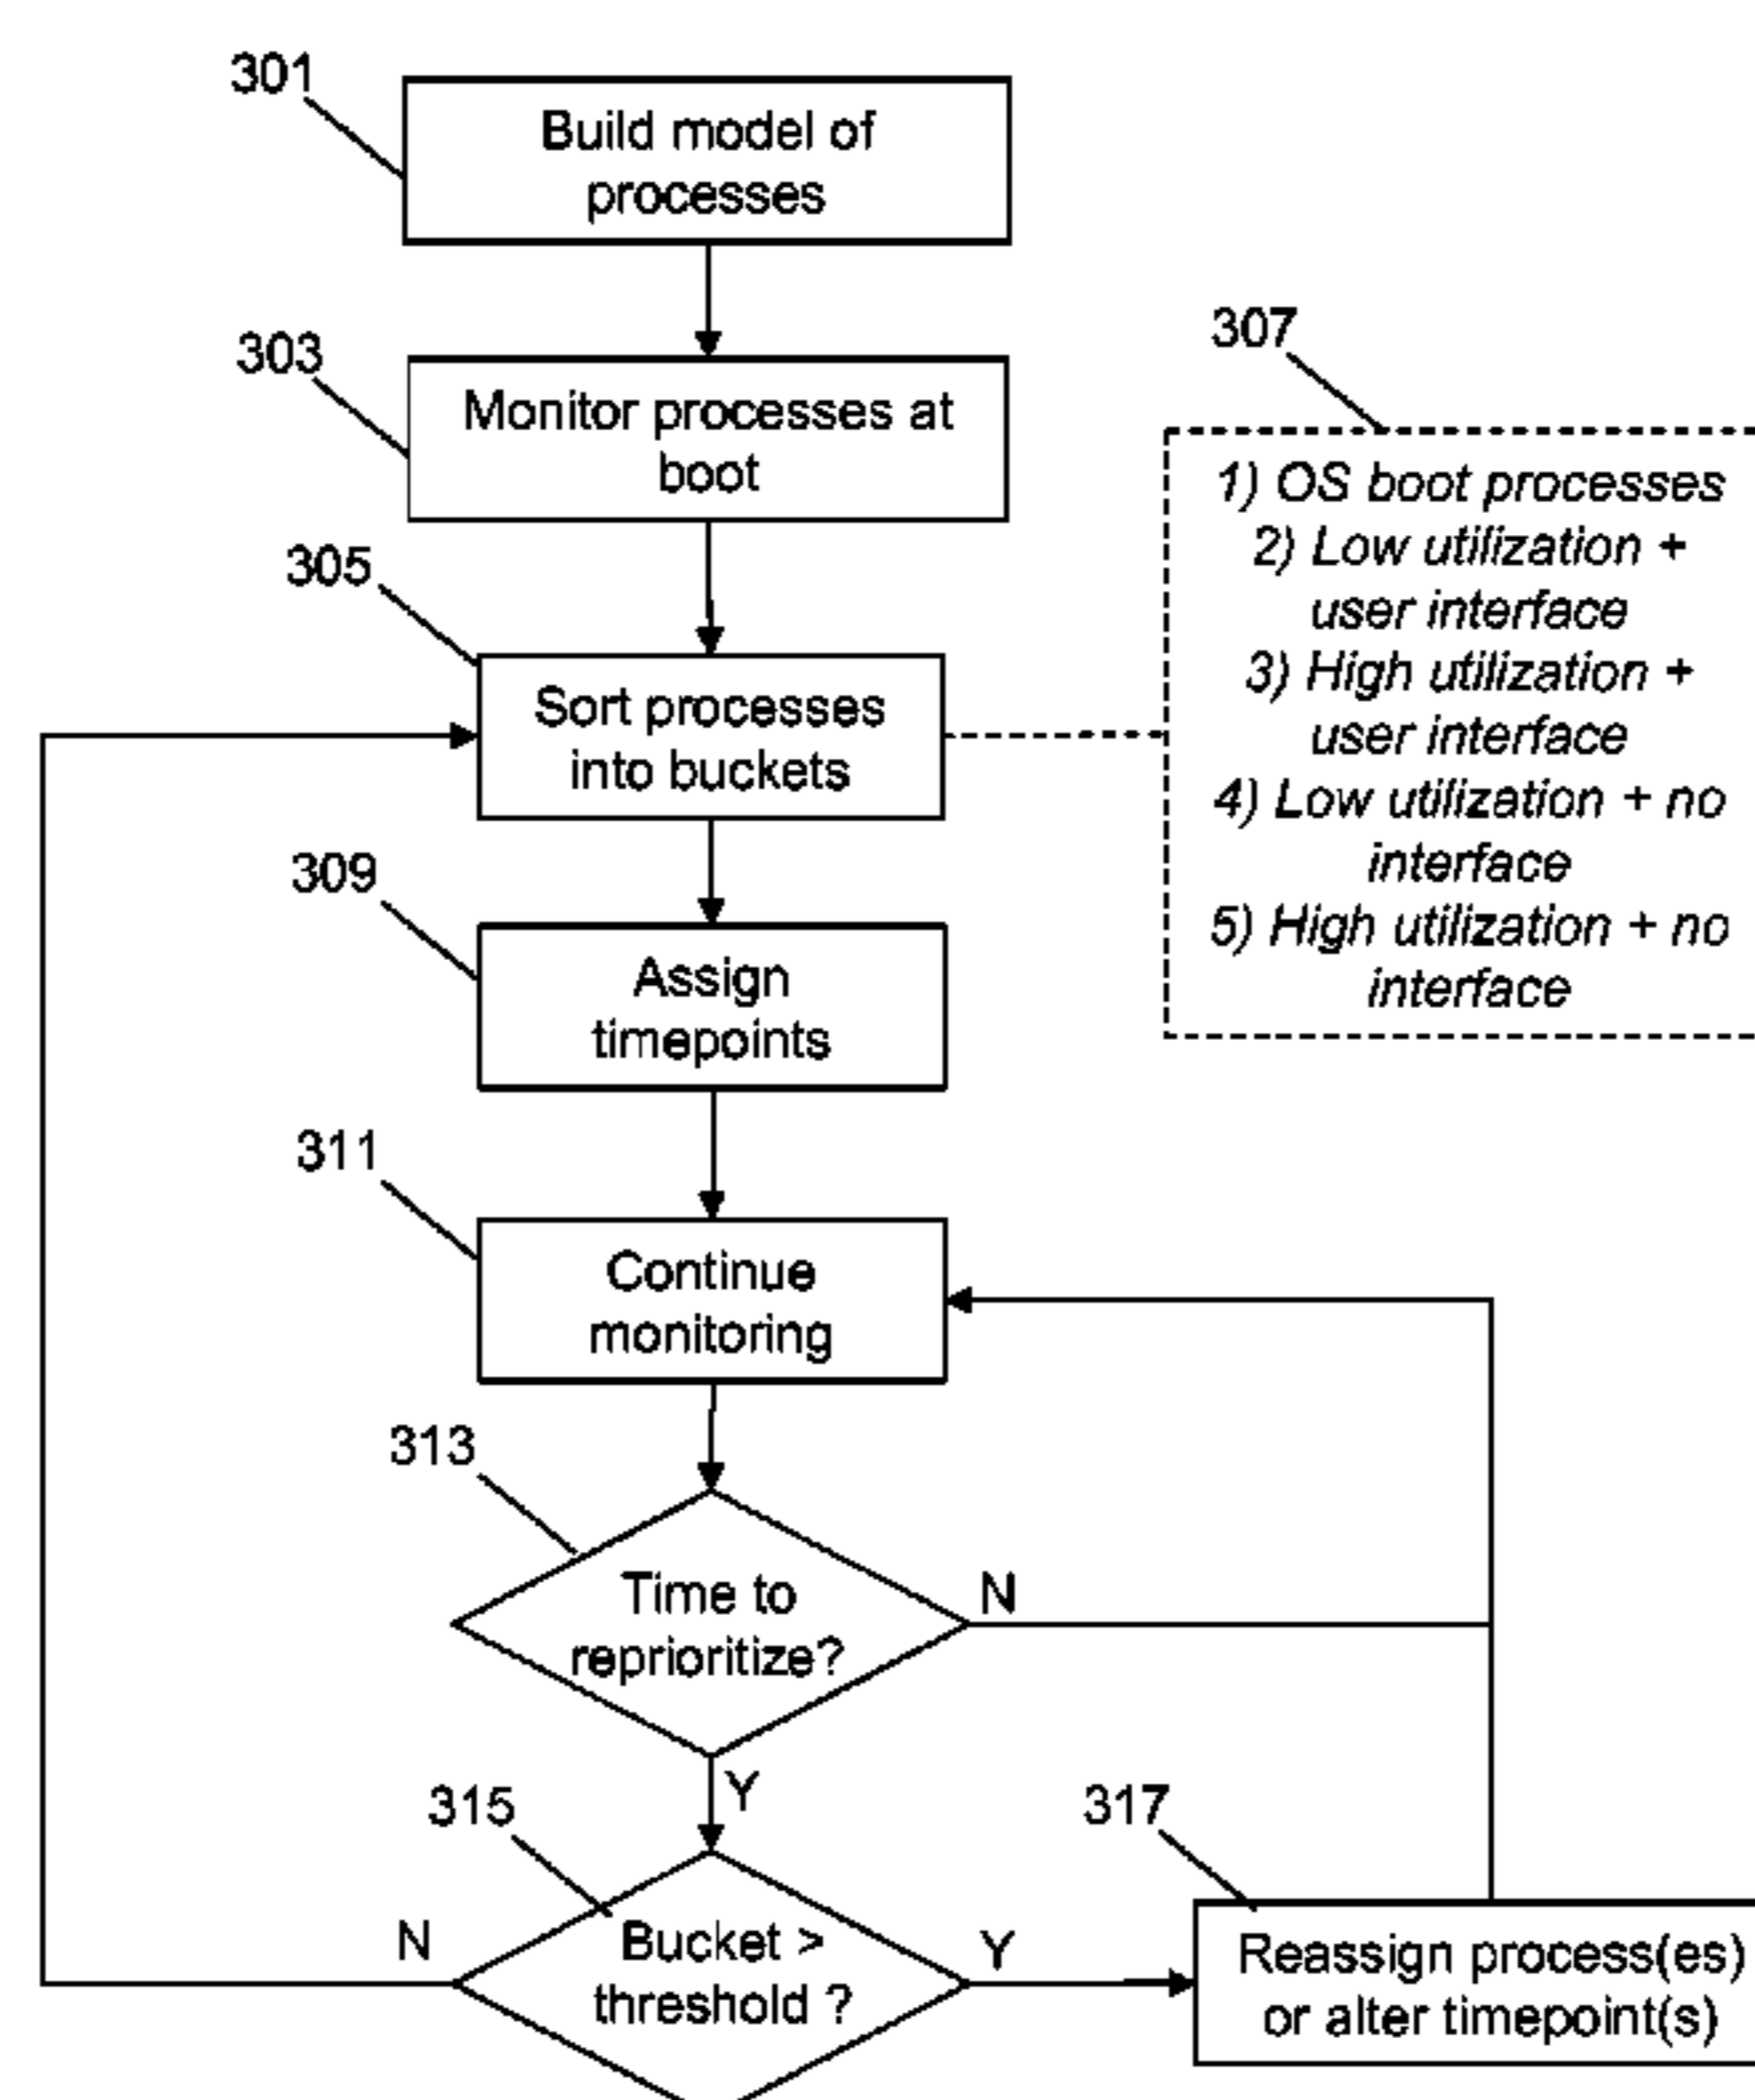 301
Build model of
processes
303
Monitor processes at
boot
305
Sort processes
into buckets
307
1) OS boot processes
2) Low utilization +
user interface
3) High utilization +
user interface
4) Low utilization + no
interface
5) High utilization + no
interface
309
Assign
timepoints
311
Continue
monitoring
313
Time to
reprioritize?
N
Y
315
Bucket >
threshold ?
N
Y
317
Reassign process(es)
or alter timepoint(s)